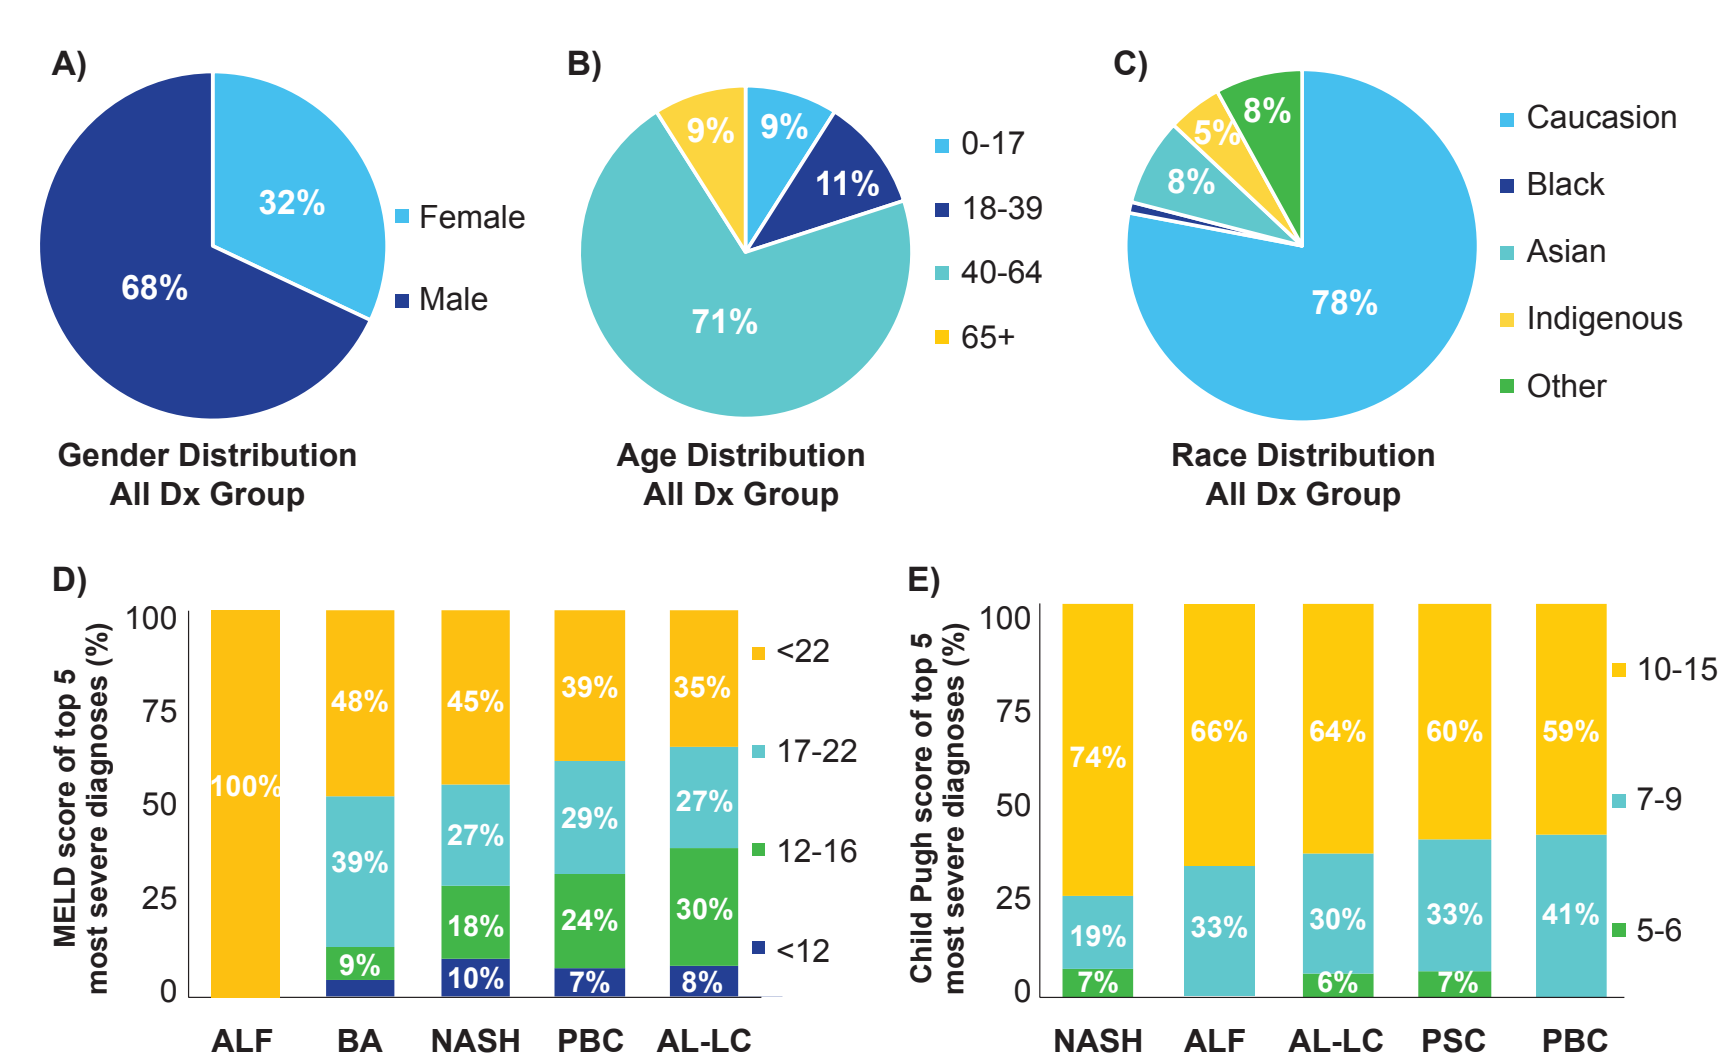 A)
32%
68%
Female
Male
Gender Distribution
All Dx Group
B)
9%
9%
11%
71%
0-17
18-39
40-64
65+
Age Distribution
All Dx Group
C)
8%
5%
8%
78%
Caucasion
Black
Asian
Indigenous
Other
Race Distribution
All Dx Group
D)
MELD score of top 5
most severe diagnoses (%)
100
75
50
25
0
100%
48%
39%
9%
45%
27%
18%
10%
39%
29%
24%
7%
35%
27%
30%
8%
<22
17-22
12-16
<12
ALF BA NASH PBC AL-LC
E)
Child Pugh score of top 5
most severe diagnoses (%)
100
75
50
25
0
74%
19%
7%
66%
33%
64%
30%
6%
60%
33%
7%
59%
41%
10-15
7-9
5-6
NASH ALF AL-LC PSC PBC